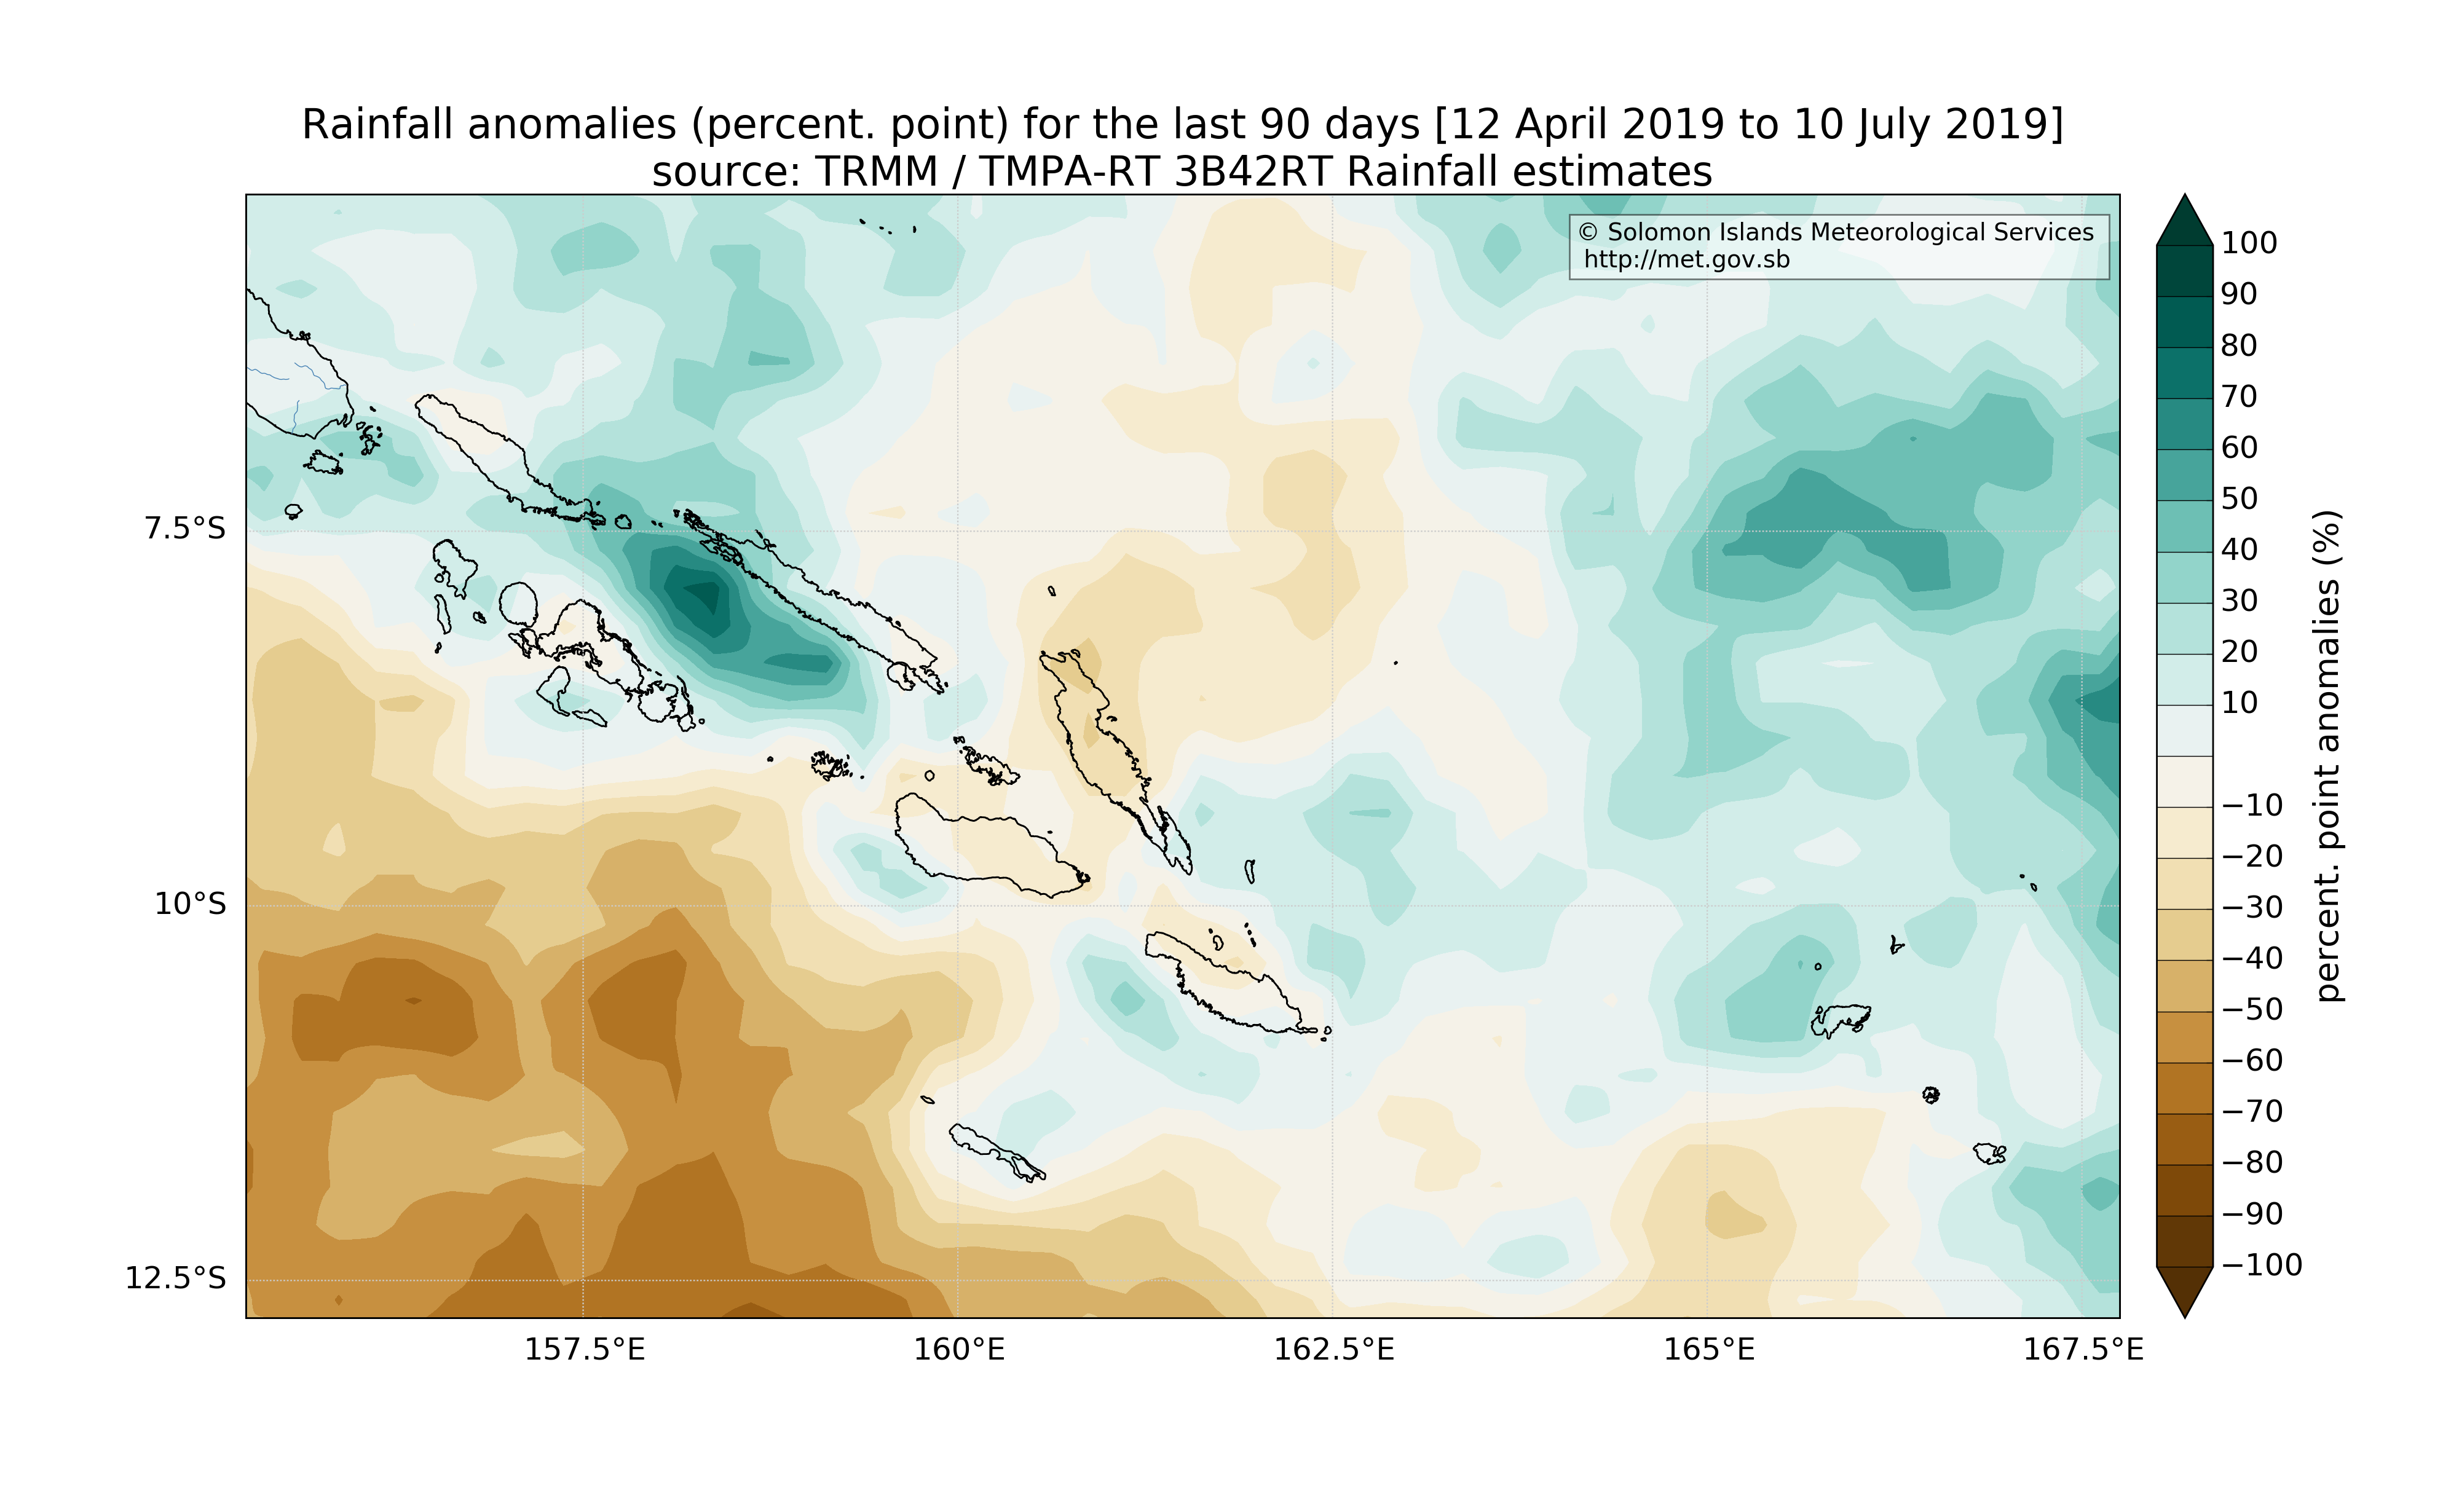 Rainfall anomalies (percent. point) for the last 90 days [12 April 2019 to 10 July 2019]
source: TRMM / TMPA-RT 3B42RT Rainfall estimates
© Solomon Islands Meteorological Services
http://met.gov.sb
7.5°S
10°S
12.5°S
157.5°E
160°E
162.5°E
165°E
167.5°E
100
90
80
70
60
50
40
30
20
10
−10
−20
−30
−40
−50
−60
−70
−80
−90
−100
percent. point anomalies (%)